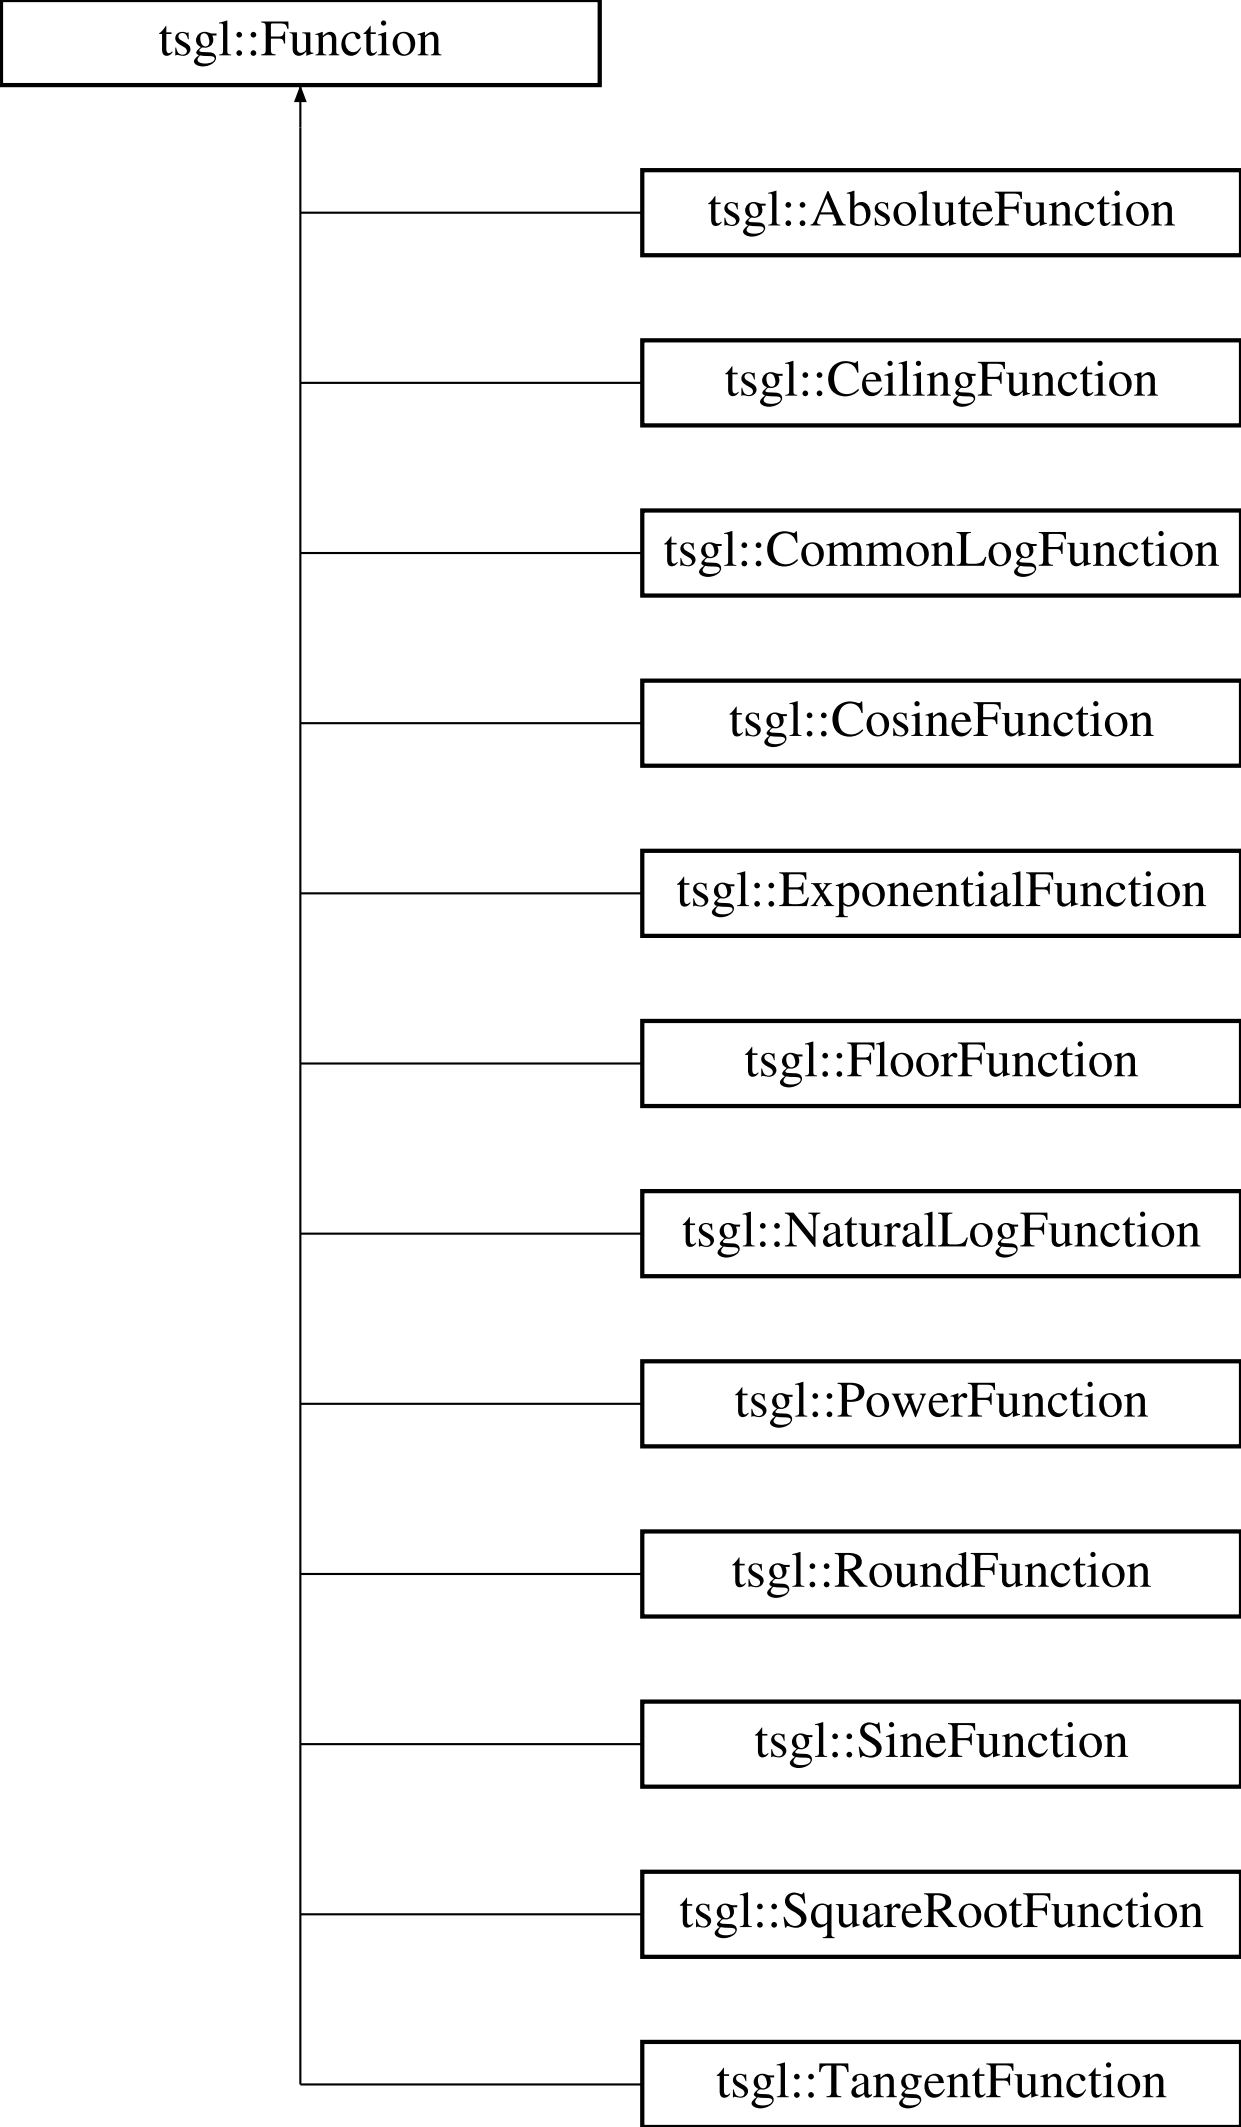 tsgl::Function
tsgl::AbsoluteFunction
tsgl::CeilingFunction
tsgl::CommonLogFunction
tsgl::CosineFunction
tsgl::ExponentialFunction
tsgl::FloorFunction
tsgl::NaturalLogFunction
tsgl::PowerFunction
tsgl::RoundFunction
tsgl::SineFunction
tsgl::SquareRootFunction
tsgl::TangentFunction